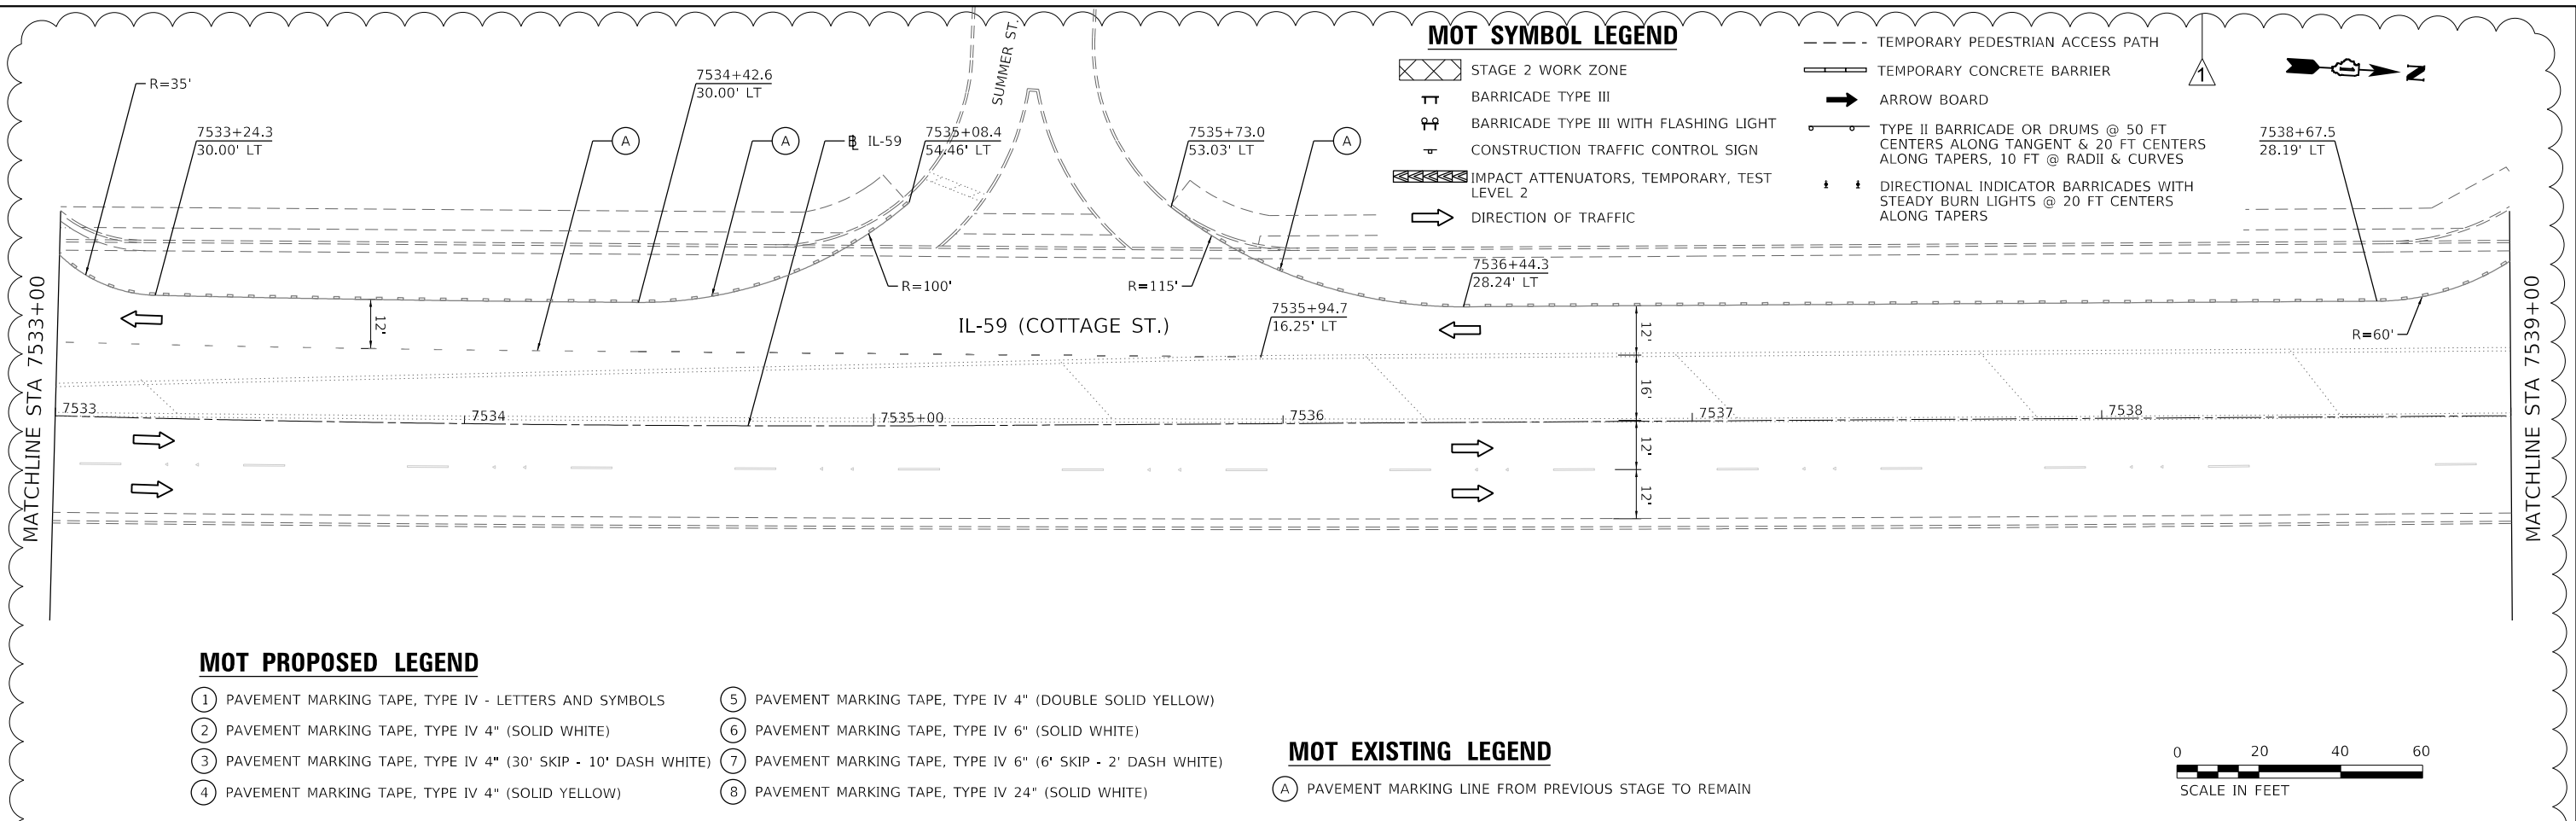 MOT SYMBOL LEGEND
STAGE 2 WORK ZONE
BARRICADE TYPE III
BARRICADE TYPE III WITH FLASHING LIGHT
CONSTRUCTION TRAFFIC CONTROL SIGN
IMPACT ATTENUATORS, TEMPORARY, TEST
LEVEL 2
DIRECTION OF TRAFFIC
TEMPORARY PEDESTRIAN ACCESS PATH
TEMPORARY CONCRETE BARRIER
ARROW BOARD
TYPE II BARRICADE OR DRUMS @ 50 FT
CENTERS ALONG TANGENT & 20 FT CENTERS
ALONG TAPERS, 10 FT @ RADII & CURVES
DIRECTIONAL INDICATOR BARRICADES WITH
STEADY BURN LIGHTS @ 20 FT CENTERS
ALONG TAPERS
1
N
SUMMER ST.
R=35'
7533+24.3
30.00' LT
7534+42.6
30.00' LT
A
A
IL-59
7535+08.4
54.46' LT
7535+73.0
53.03' LT
A
7538+67.5
28.19' LT
R=100'
R=115'
7536+44.3
28.24' LT
7535+94.7
16.25' LT
R=60'
IL-59 (COTTAGE ST.)
12'
12'
16'
12'
12'
7533
7534
7535+00
7536
7537
7538
MATCHLINE STA 7533+00
MATCHLINE STA 7539+00
MOT PROPOSED LEGEND
1 PAVEMENT MARKING TAPE, TYPE IV - LETTERS AND SYMBOLS
2 PAVEMENT MARKING TAPE, TYPE IV 4" (SOLID WHITE)
3 PAVEMENT MARKING TAPE, TYPE IV 4" (30' SKIP - 10' DASH WHITE)
4 PAVEMENT MARKING TAPE, TYPE IV 4" (SOLID YELLOW)
5 PAVEMENT MARKING TAPE, TYPE IV 4" (DOUBLE SOLID YELLOW)
6 PAVEMENT MARKING TAPE, TYPE IV 6" (SOLID WHITE)
7 PAVEMENT MARKING TAPE, TYPE IV 6" (6' SKIP - 2' DASH WHITE)
8 PAVEMENT MARKING TAPE, TYPE IV 24" (SOLID WHITE)
MOT EXISTING LEGEND
A PAVEMENT MARKING LINE FROM PREVIOUS STAGE TO REMAIN
0 20 40 60
SCALE IN FEET